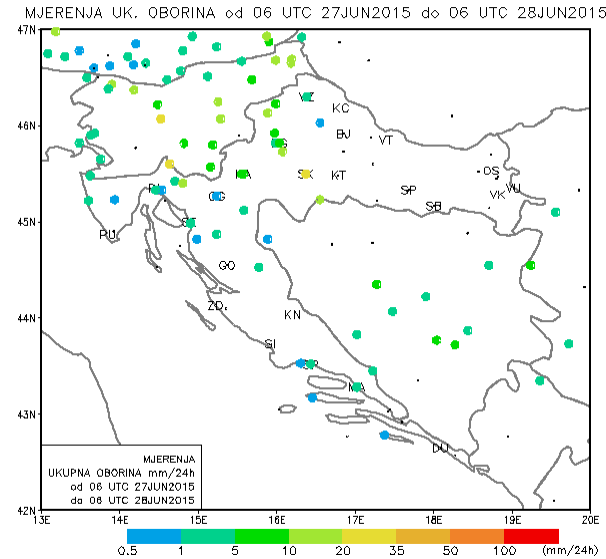 MJERENJA UK. OBORINA od 06 UTC 27JUN2015 do 06 UTC 28JUN2015
47N
VZ
KC
46N
BJ
VT
KA
SK
KT
OS
SP
VK
VU
SB
45N
PU
GO
ZD
KN
44N
SI
MA
43N
DU
MJERENJA
UKUPNA OBORINA mm/24h
od 06 UTC 27JUN2015
do 06 UTC 28JUN2015
42N
13E 14E 15E 16E 17E 18E 19E 20E
0.5 1 5 10 20 35 50 100 (mm/24h)